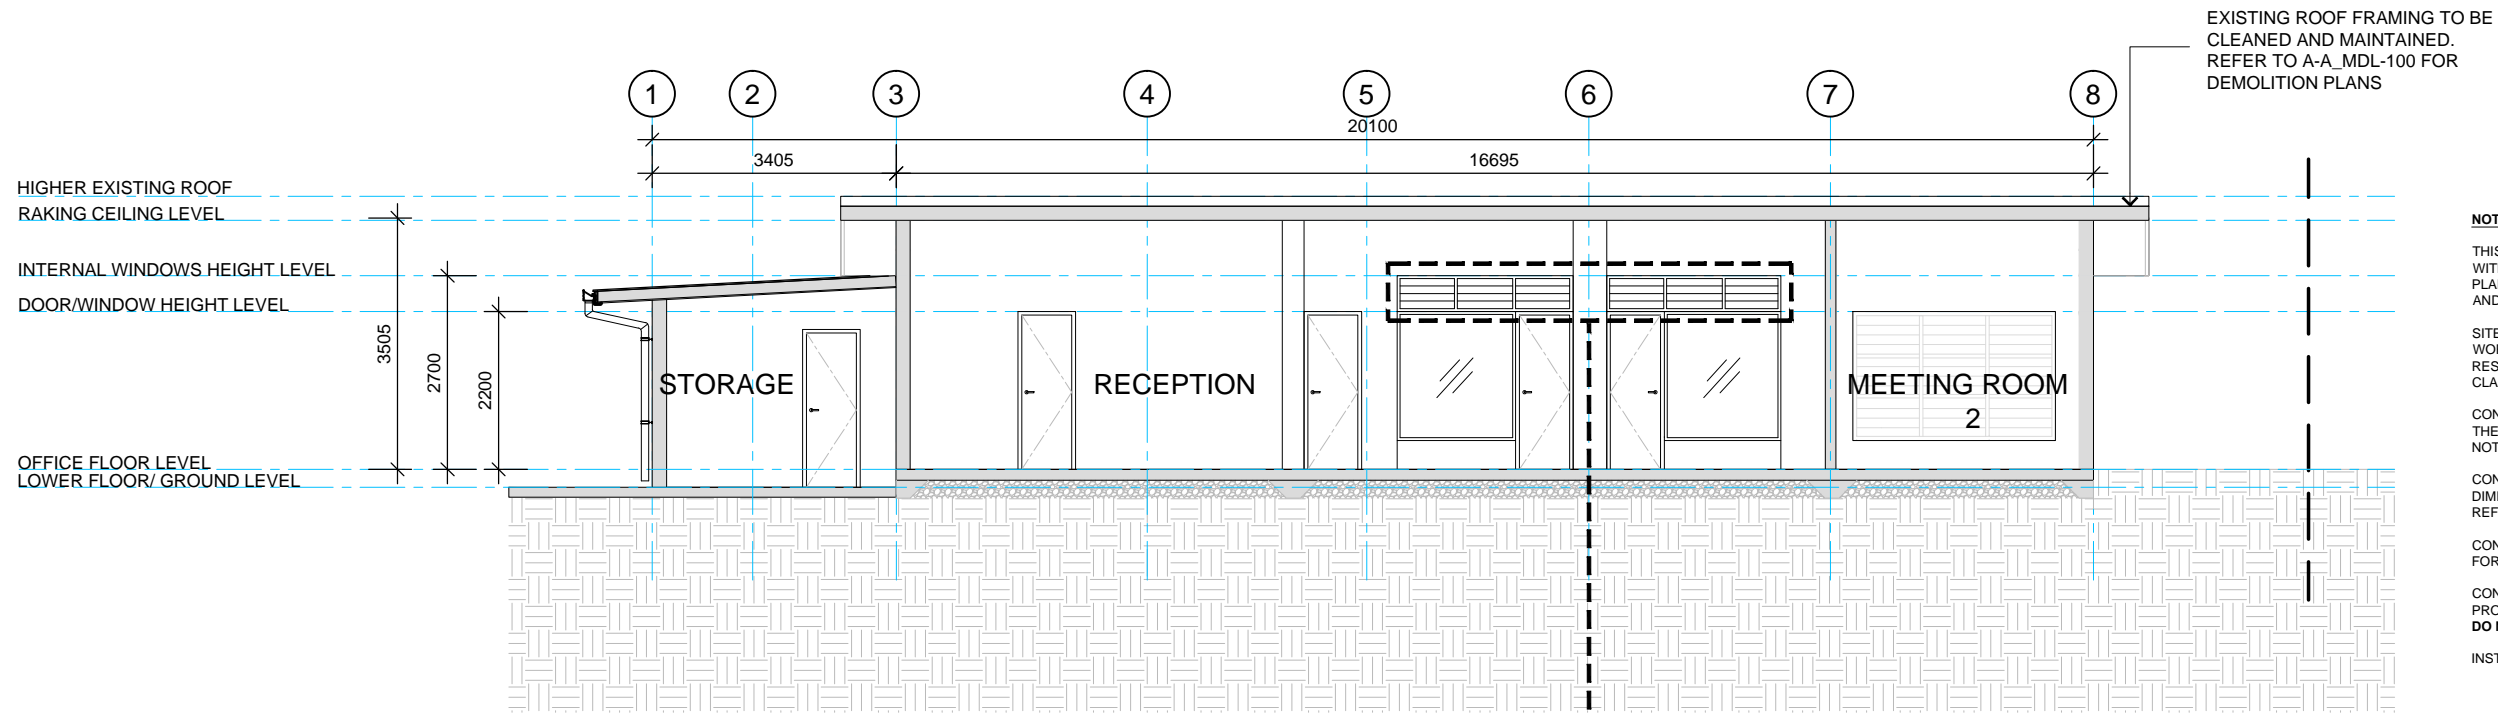 EXISTING ROOF FRAMING TO BE
CLEANED AND MAINTAINED.
REFER TO A-A_MDL-100 FOR
DEMOLITION PLANS
1
2
3
4
5
6
7
8
20100
3405
16695
HIGHER EXISTING ROOF
RAKING CEILING LEVEL
INTERNAL WINDOWS HEIGHT LEVEL
DOOR/WINDOW HEIGHT LEVEL
3505
2700
2200
STORAGE
RECEPTION
MEETING ROOM
2
OFFICE FLOOR LEVEL
LOWER FLOOR/ GROUND LEVEL